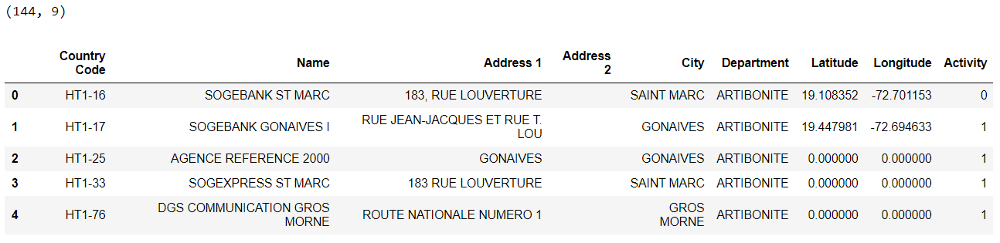 (144, 9)
Country Code Name Address 1 Address 2 City Department Latitude Longitude Activity
0 HT1-16 SOGEBANK ST MARC 183, RUE LOUVERTURE SAINT MARC ARTIBONITE 19.108352 -72.701153 0
1 HT1-17 SOGEBANK GONAIVES I RUE JEAN-JACQUES ET RUE T. LOU GONAIVES ARTIBONITE 19.447981 -72.694633 1
2 HT1-25 AGENCE REFERENCE 2000 GONAIVES GONAIVES ARTIBONITE 0.000000 0.000000 1
3 HT1-33 SOGEXPRESS ST MARC 183 RUE LOUVERTURE SAINT MARC ARTIBONITE 0.000000 0.000000 1
4 HT1-76 DGS COMMUNICATION GROS MORNE ROUTE NATIONALE NUMERO 1 GROS MORNE ARTIBONITE 0.000000 0.000000 1